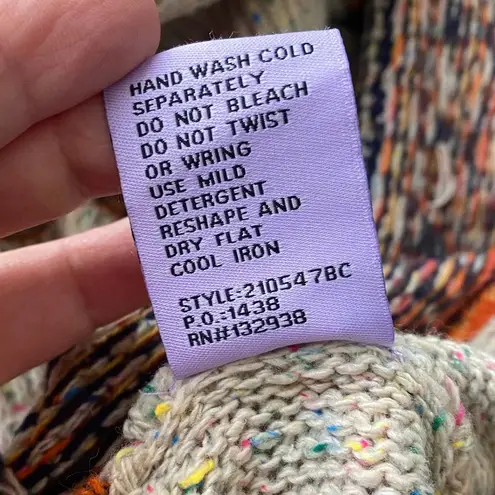 HAND WASH COLD
SEPARATELY
DO NOT BLEACH
DO NOT TWIST
OR WRING
USE MILD
DETERGENT
RESHAPE AND
DRY FLAT
COOL IRON
STYLE:21D547BC
P.O.:1438
RN#132938